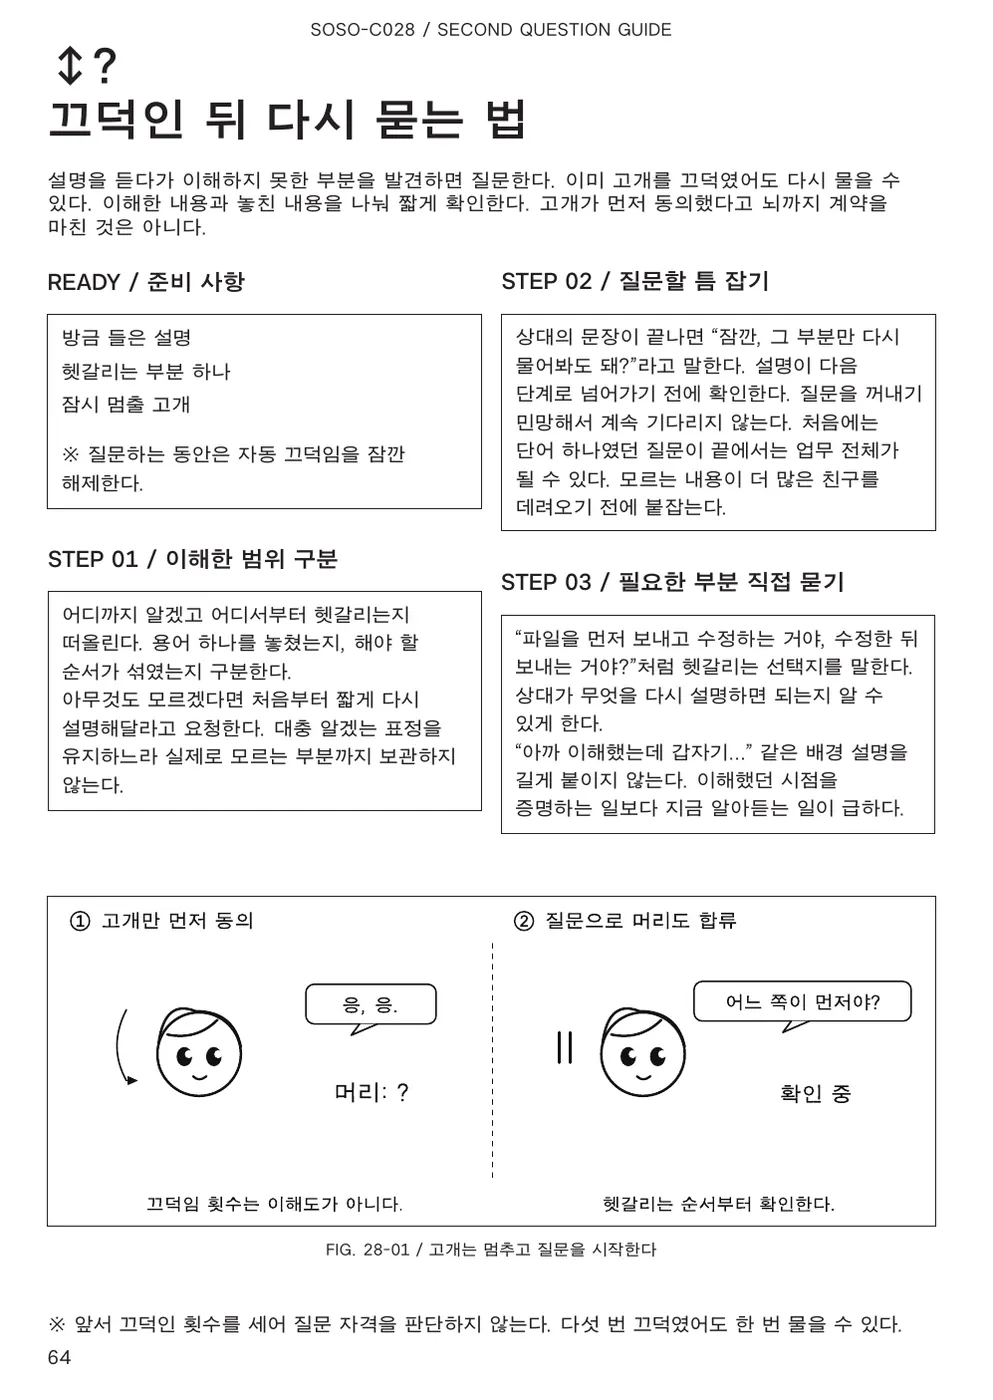 SOSO-C028 / SECOND QUESTION GUIDE
↕?
끄덕인 뒤 다시 묻는 법
설명을 듣다가 이해하지 못한 부분을 발견하면 질문한다. 이미 고개를 끄덕였어도 다시 물을 수
있다. 이해한 내용과 놓친 내용을 나눠 짧게 확인한다. 고개가 먼저 동의했다고 뇌까지 계약을
마친 것은 아니다.
READY / 준비 사항
방금 들은 설명
헷갈리는 부분 하나
잠시 멈출 고개
※ 질문하는 동안은 자동 끄덕임을 잠깐
해제한다.
STEP 01 / 이해한 범위 구분
어디까지 알겠고 어디서부터 헷갈리는지
떠올린다. 용어 하나를 놓쳤는지, 해야 할
순서가 섞였는지 구분한다.
아무것도 모르겠다면 처음부터 짧게 다시
설명해달라고 요청한다. 대충 알겠는 표정을
유지하느라 실제로 모르는 부분까지 보관하지
않는다.
STEP 02 / 질문할 틈 잡기
상대의 문장이 끝나면 “잠깐, 그 부분만 다시
물어봐도 돼?”라고 말한다. 설명이 다음
단계로 넘어가기 전에 확인한다. 질문을 꺼내기
민망해서 계속 기다리지 않는다. 처음에는
단어 하나였던 질문이 끝에서는 업무 전체가
될 수 있다. 모르는 내용이 더 많은 친구를
데려오기 전에 붙잡는다.
STEP 03 / 필요한 부분 직접 묻기
“파일을 먼저 보내고 수정하는 거야, 수정한 뒤
보내는 거야?”처럼 헷갈리는 선택지를 말한다.
상대가 무엇을 다시 설명하면 되는지 알 수
있게 한다.
“아까 이해했는데 갑자기…” 같은 배경 설명을
길게 붙이지 않는다. 이해했던 시점을
증명하는 일보다 지금 알아듣는 일이 급하다.
① 고개만 먼저 동의
응, 응.
머리: ?
끄덕임 횟수는 이해도가 아니다.
② 질문으로 머리도 합류
어느 쪽이 먼저야?
확인 중
헷갈리는 순서부터 확인한다.
FIG. 28-01 / 고개는 멈추고 질문을 시작한다
※ 앞서 끄덕인 횟수를 세어 질문 자격을 판단하지 않는다. 다섯 번 끄덕였어도 한 번 물을 수 있다.
64